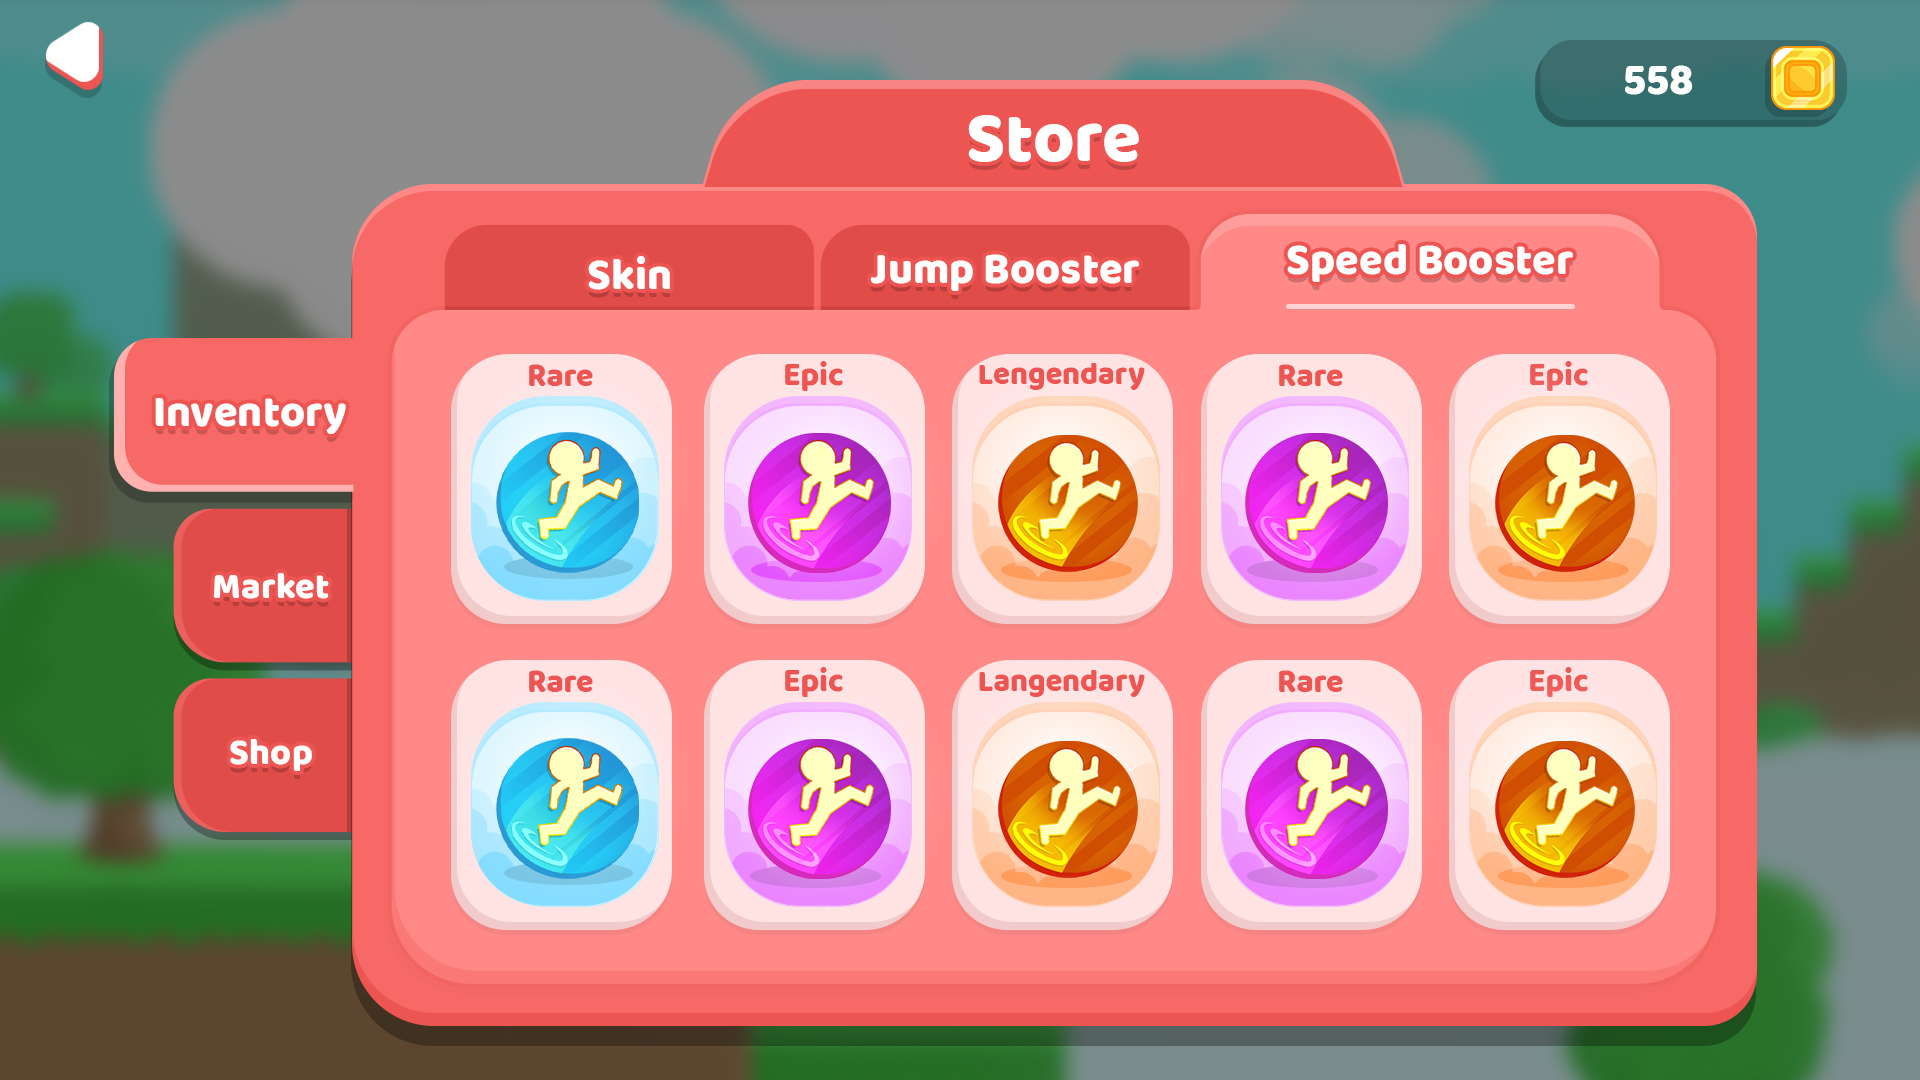 558
Store
Skin
Jump Booster
Speed Booster
Inventory
Market
Shop
Rare
Epic
Lengendary
Rare
Epic
Rare
Epic
Langendary
Rare
Epic